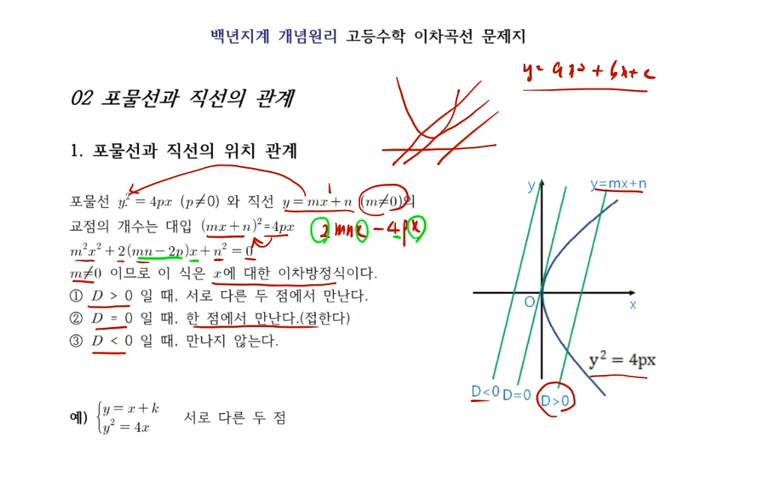 백년지계 개념원리 고등수학 이차곡선 문제지
y = ax² + bx + c
02 포물선과 직선의 관계
1. 포물선과 직선의 위치 관계
포물선 y² = 4px (p≠0) 와 직선 y = mx + n (m≠0)의
교점의 개수는 대입 (mx + n)² = 4px
2mnx - 4px
m²x² + 2(mn - 2p)x + n² = 0
m≠0 이므로 이 식은 x에 대한 이차방정식이다.
① D > 0 일 때, 서로 다른 두 점에서 만난다.
② D = 0 일 때, 한 점에서 만난다.(접한다)
③ D < 0 일 때, 만나지 않는다.
예) y = x + k
y² = 4x
서로 다른 두 점
y
y=mx+n
O
x
y² = 4px
D<0 D=0 D>0